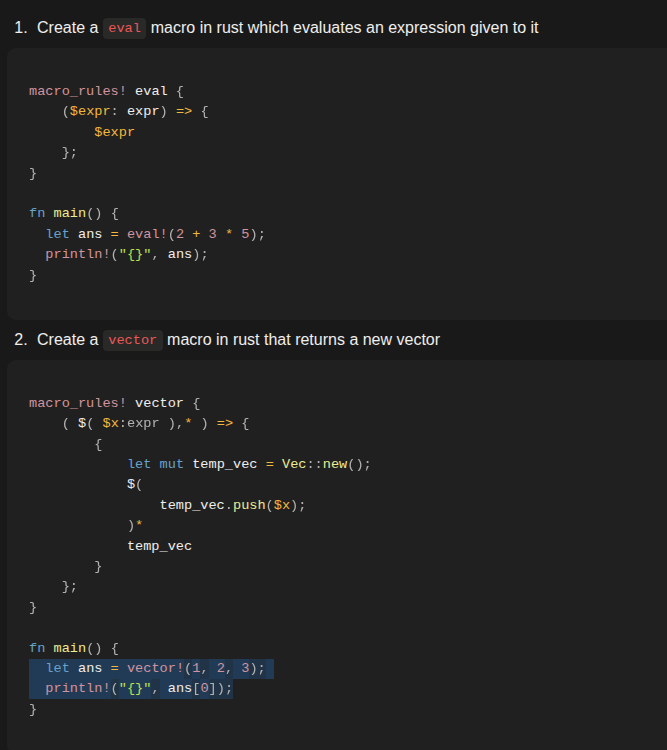 1. Create a eval macro in rust which evaluates an expression given to it
macro_rules! eval {
    ($expr: expr) => {
        $expr
    };
}
fn main() {
  let ans = eval!(2 + 3 * 5);
  println!("{}", ans);
}
2. Create a vector macro in rust that returns a new vector
macro_rules! vector {
    ( $( $x:expr ),* ) => {
        {
            let mut temp_vec = Vec::new();
            $(
                temp_vec.push($x);
            )*
            temp_vec
        }
    };
}
fn main() {
  let ans = vector!(1, 2, 3);
  println!("{}", ans[0]);
}